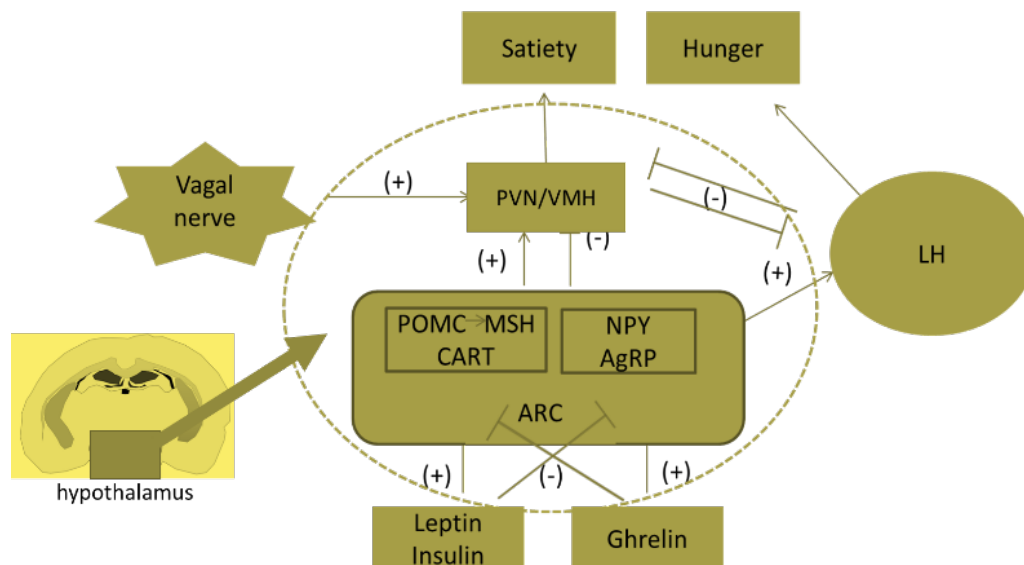 Satiety
Hunger
Vagal
nerve
(+)
PVN/VMH
(-)
(-)
(+)
(+)
LH
POMC MSH
CART
NPY
AgRP
ARC
(+)
(-)
(+)
hypothalamus
Leptin
Insulin
Ghrelin